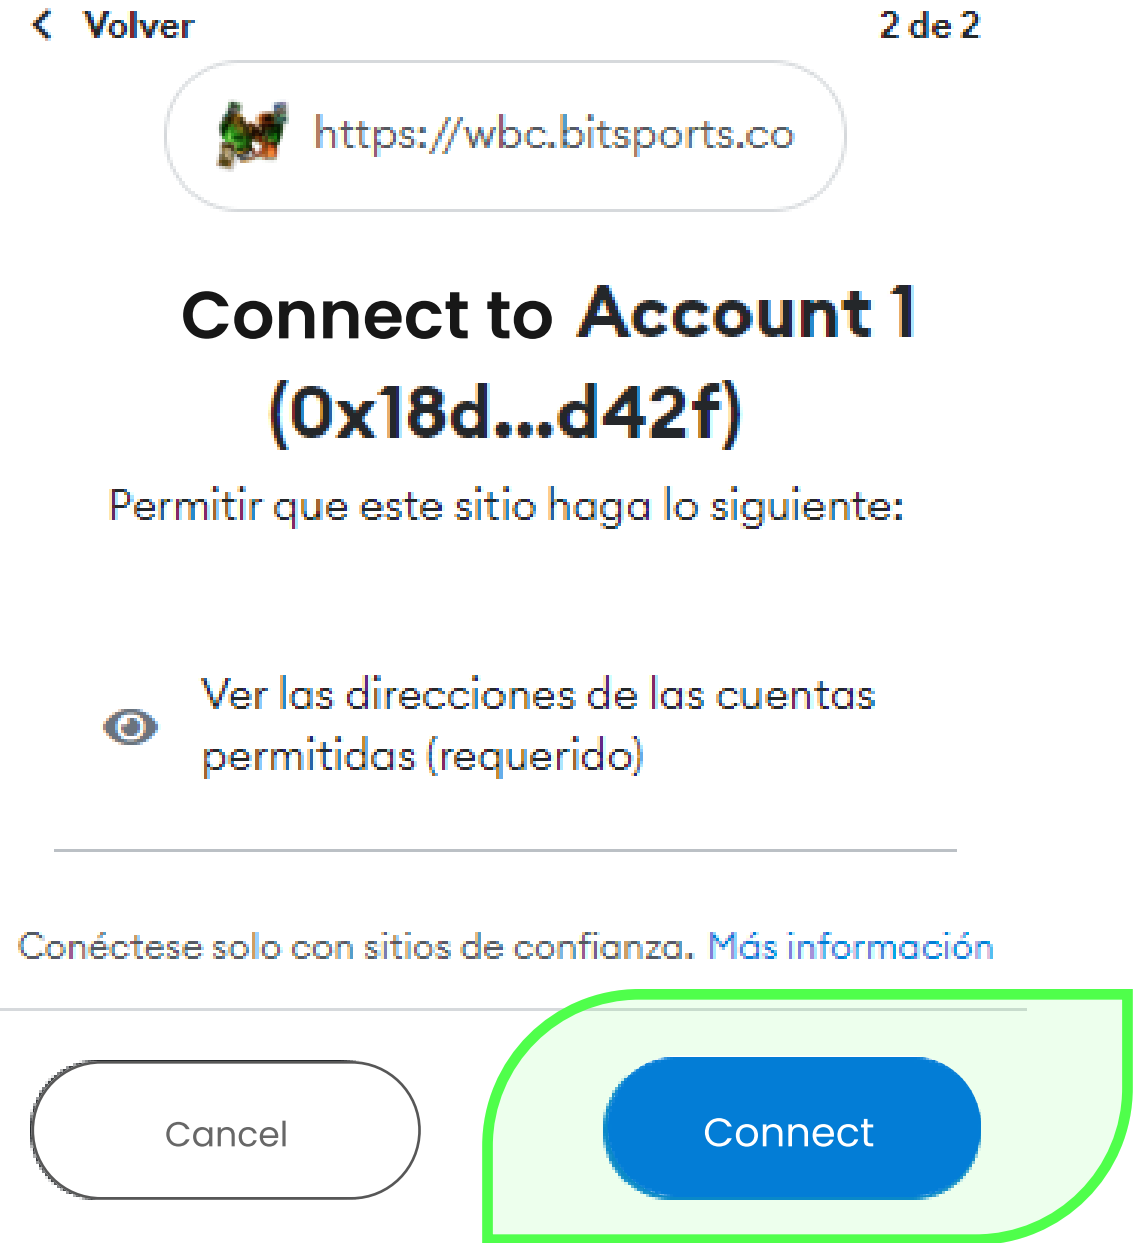 Volver
2 de 2
https://wbc.bitsports.co
Connect to Account 1
(0x18d...d42f)
Permitir que este sitio haga lo siguiente:
Ver las direcciones de las cuentas
permitidas (requerido)
Conéctese solo con sitios de confianza. Más información
Cancel
Connect